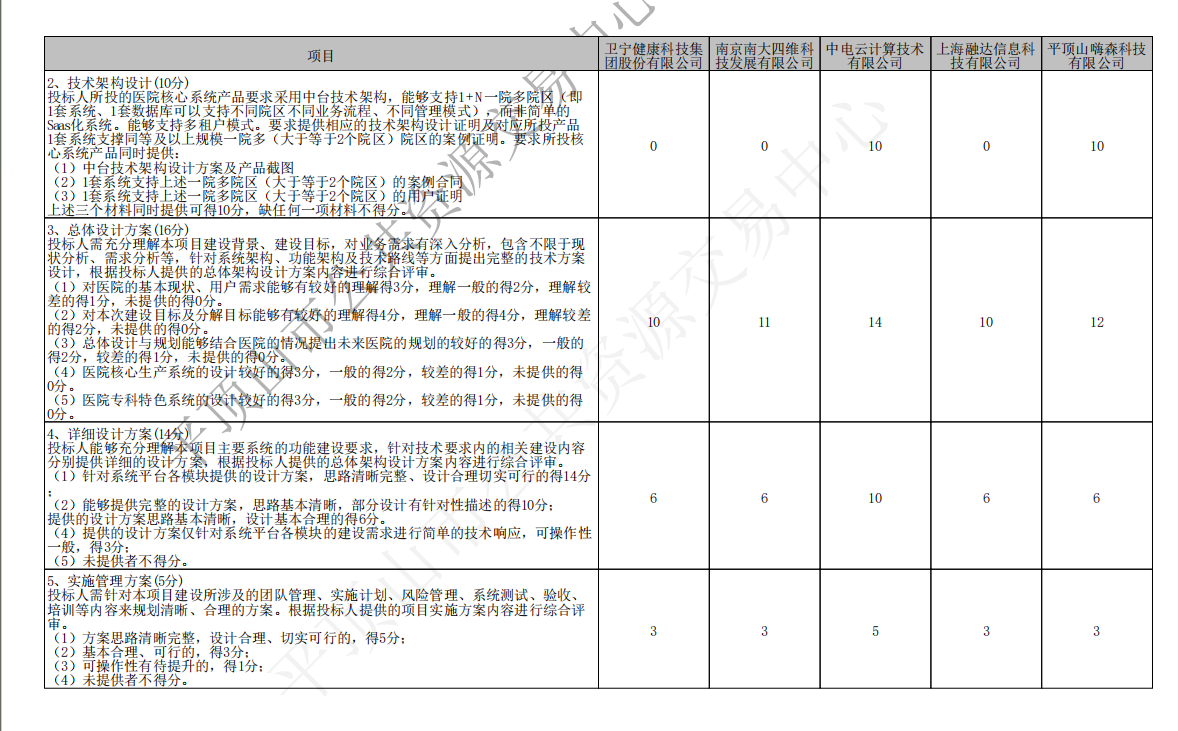 项目
卫宁健康科技集
团股份有限公司
南京南大四维科
技发展有限公司
中电云计算技术
有限公司
上海融达信息科
技有限公司
平顶山嗨森科技
有限公司
2、技术架构设计(10分)
投标人所投的医院核心系统产品要求采用中台技术架构，能够支持1+N一院多院区（即
1套系统、1套数据库可以支持不同院区不同业务流程、不同管理模式），而非简单的
Saas化系统。能够支持多租户模式。要求提供相应的技术架构设计证明及对应所投产品
1套系统支撑同等及以上规模一院多（大于等于2个院区）院区的案例证明。要求所投核
心系统产品同时提供：
（1）中台技术架构设计方案及产品截图
（2）1套系统支持上述一院多院区（大于等于2个院区）的案例合同
（3）1套系统支持上述一院多院区（大于等于2个院区）的用户证明
上述三个材料同时提供可得10分，缺任何一项材料不得分。
0
0
10
0
10
3、总体设计方案(16分)
投标人需充分理解本项目建设背景、建设目标，对业务需求有深入分析，包含不限于现
状分析、需求分析等，针对系统架构、功能架构及技术路线等方面提出完整的技术方案
设计，根据投标人提供的总体架构设计方案内容进行综合评审。
（1）对医院的基本现状、用户需求能够有较好的理解得3分，理解一般的得2分，理解较
差的得1分，未提供的得0分。
（2）对本次建设目标及分解目标能够有较好的理解得4分，理解一般的得4分，理解较差
的得2分，未提供的得0分。
（3）总体设计与规划能够结合医院的情况提出未来医院的规划的较好的得3分，一般的
得2分，较差的得1分，未提供的得0分。
（4）医院核心生产系统的设计较好的得3分，一般的得2分，较差的得1分，未提供的得
0分。
（5）医院专科特色系统的设计较好的得3分，一般的得2分，较差的得1分，未提供的得
0分。
10
11
14
10
12
4、详细设计方案(14分)
投标人能够充分理解本项目主要系统的功能建设要求，针对技术要求内的相关建设内容
分别提供详细的设计方案，根据投标人提供的总体架构设计方案内容进行综合评审。
（1）针对系统平台各模块提供的设计方案，思路清晰完整、设计合理切实可行的得14分
；
（2）能够提供完整的设计方案，思路基本清晰，部分设计有针对性描述的得10分；
提供的设计方案思路基本清晰，设计基本合理的得6分。
（4）提供的设计方案仅针对系统平台各模块的建设需求进行简单的技术响应，可操作性
一般，得3分；
（5）未提供者不得分。
6
6
10
6
6
5、实施管理方案(5分)
投标人需针对本项目建设所涉及的团队管理、实施计划、风险管理、系统测试、验收、
培训等内容来规划清晰、合理的方案。根据投标人提供的项目实施方案内容进行综合评
审。
（1）方案思路清晰完整，设计合理、切实可行的，得5分；
（2）基本合理、可行的，得3分；
（3）可操作性有待提升的，得1分；
（4）未提供者不得分。
3
3
5
3
3
平顶山市公共资源交易中心
平顶山市公共资源交易中心